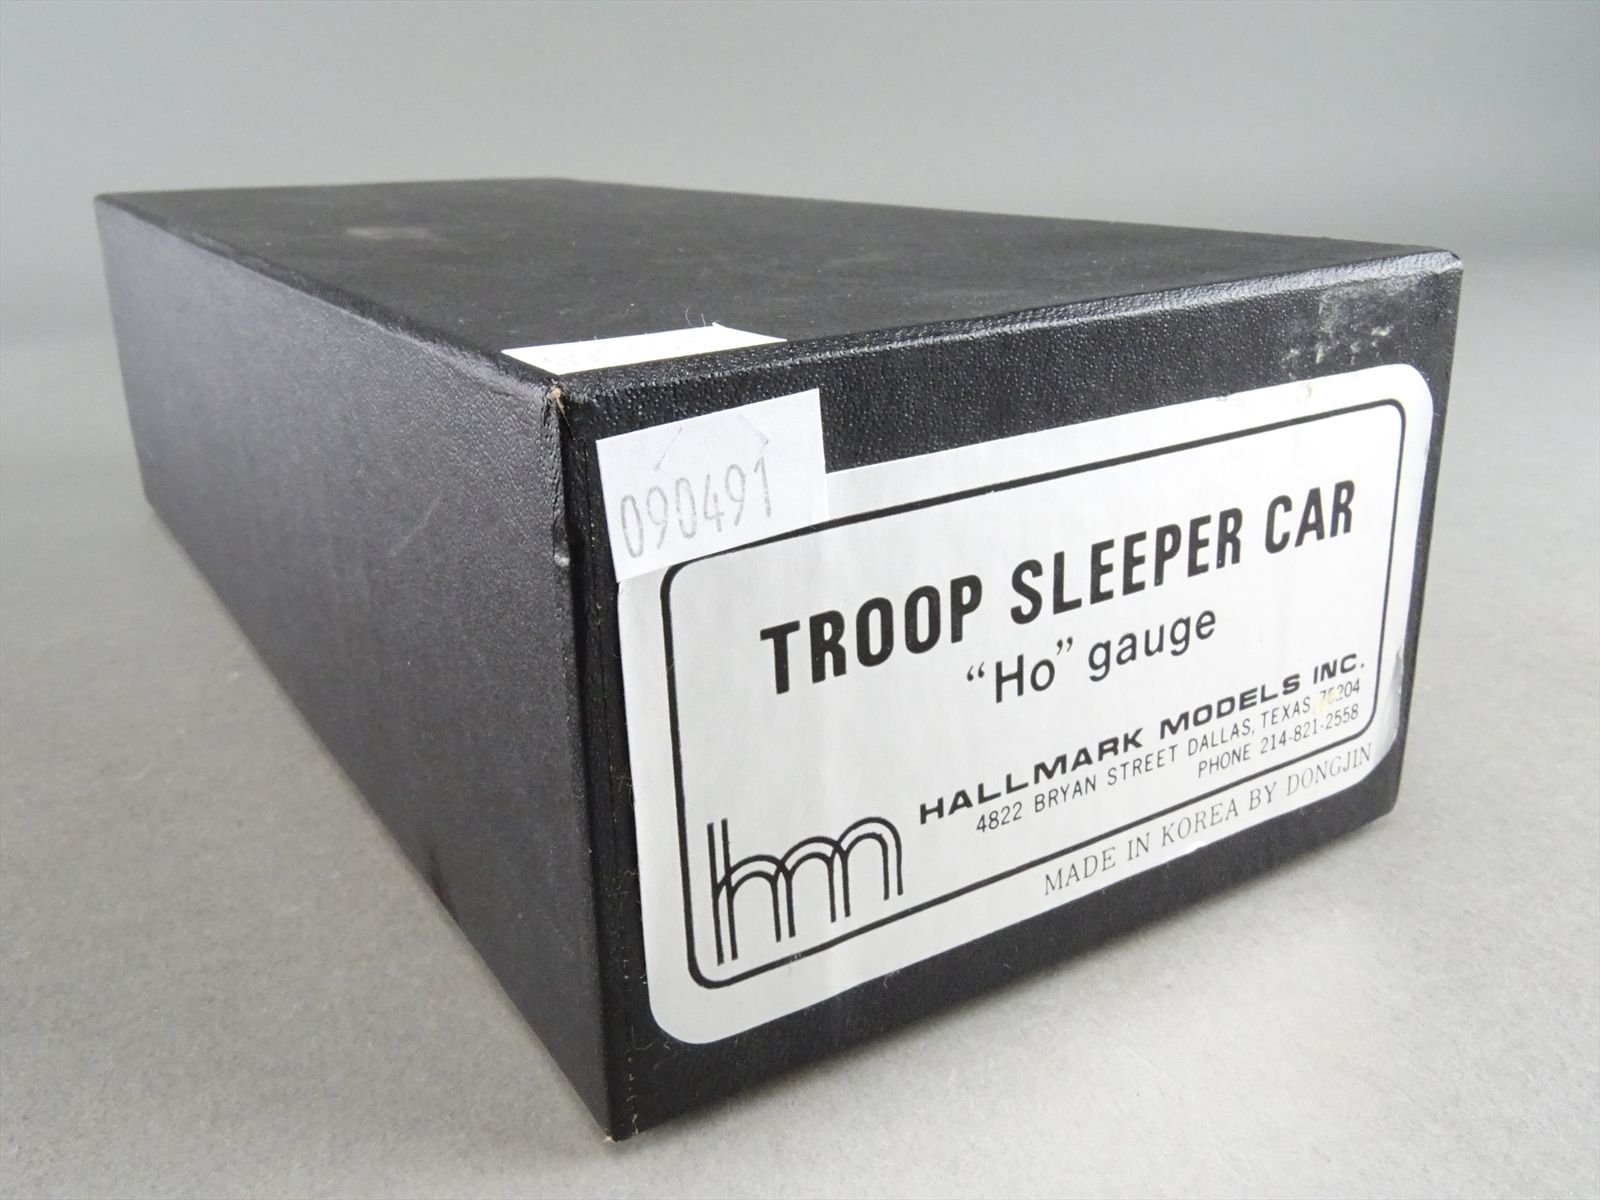 090491
TROOP SLEEPER CAR
"Ho" gauge
hm
HALLMARK MODELS INC.
4822 BRYAN STREET DALLAS, TEXAS 75204
PHONE 214-821-2558
MADE IN KOREA BY DONGJIN